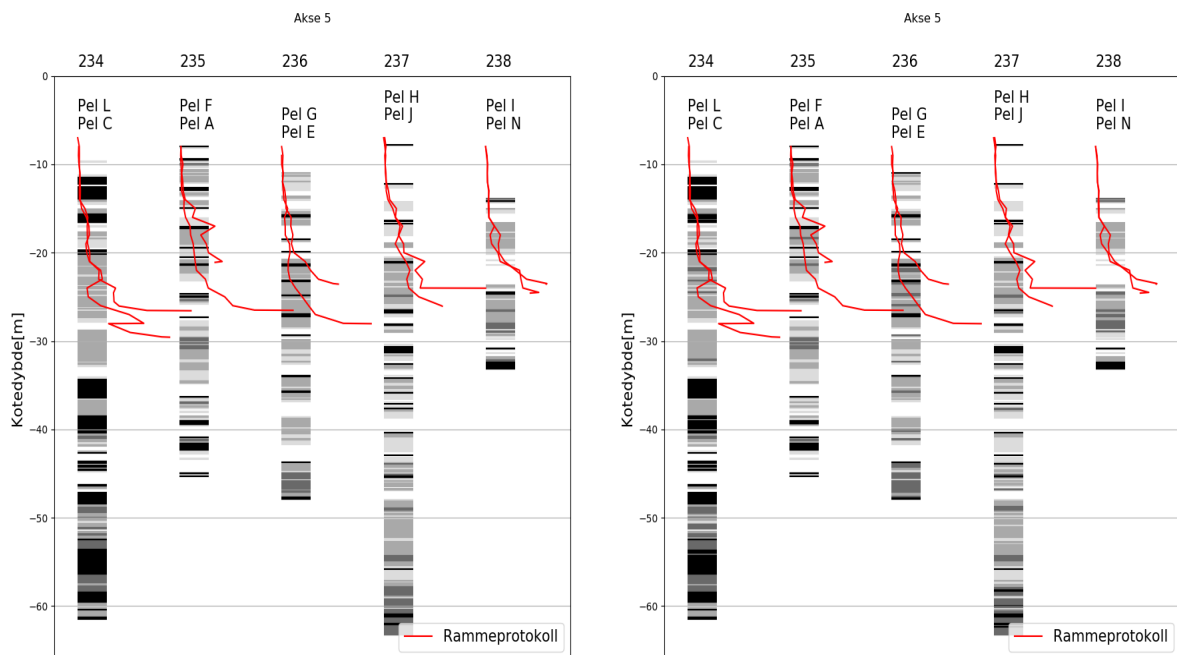 Akse 5
234 235 236 237 238
Pel L
Pel C
Pel F
Pel A
Pel G
Pel E
Pel H
Pel J
Pel I
Pel N
0
−10
−20
−30
−40
−50
−60
Kotedybde[m]
Rammeprotokoll
Akse 5
234 235 236 237 238
Pel L
Pel C
Pel F
Pel A
Pel G
Pel E
Pel H
Pel J
Pel I
Pel N
0
−10
−20
−30
−40
−50
−60
Kotedybde[m]
Rammeprotokoll